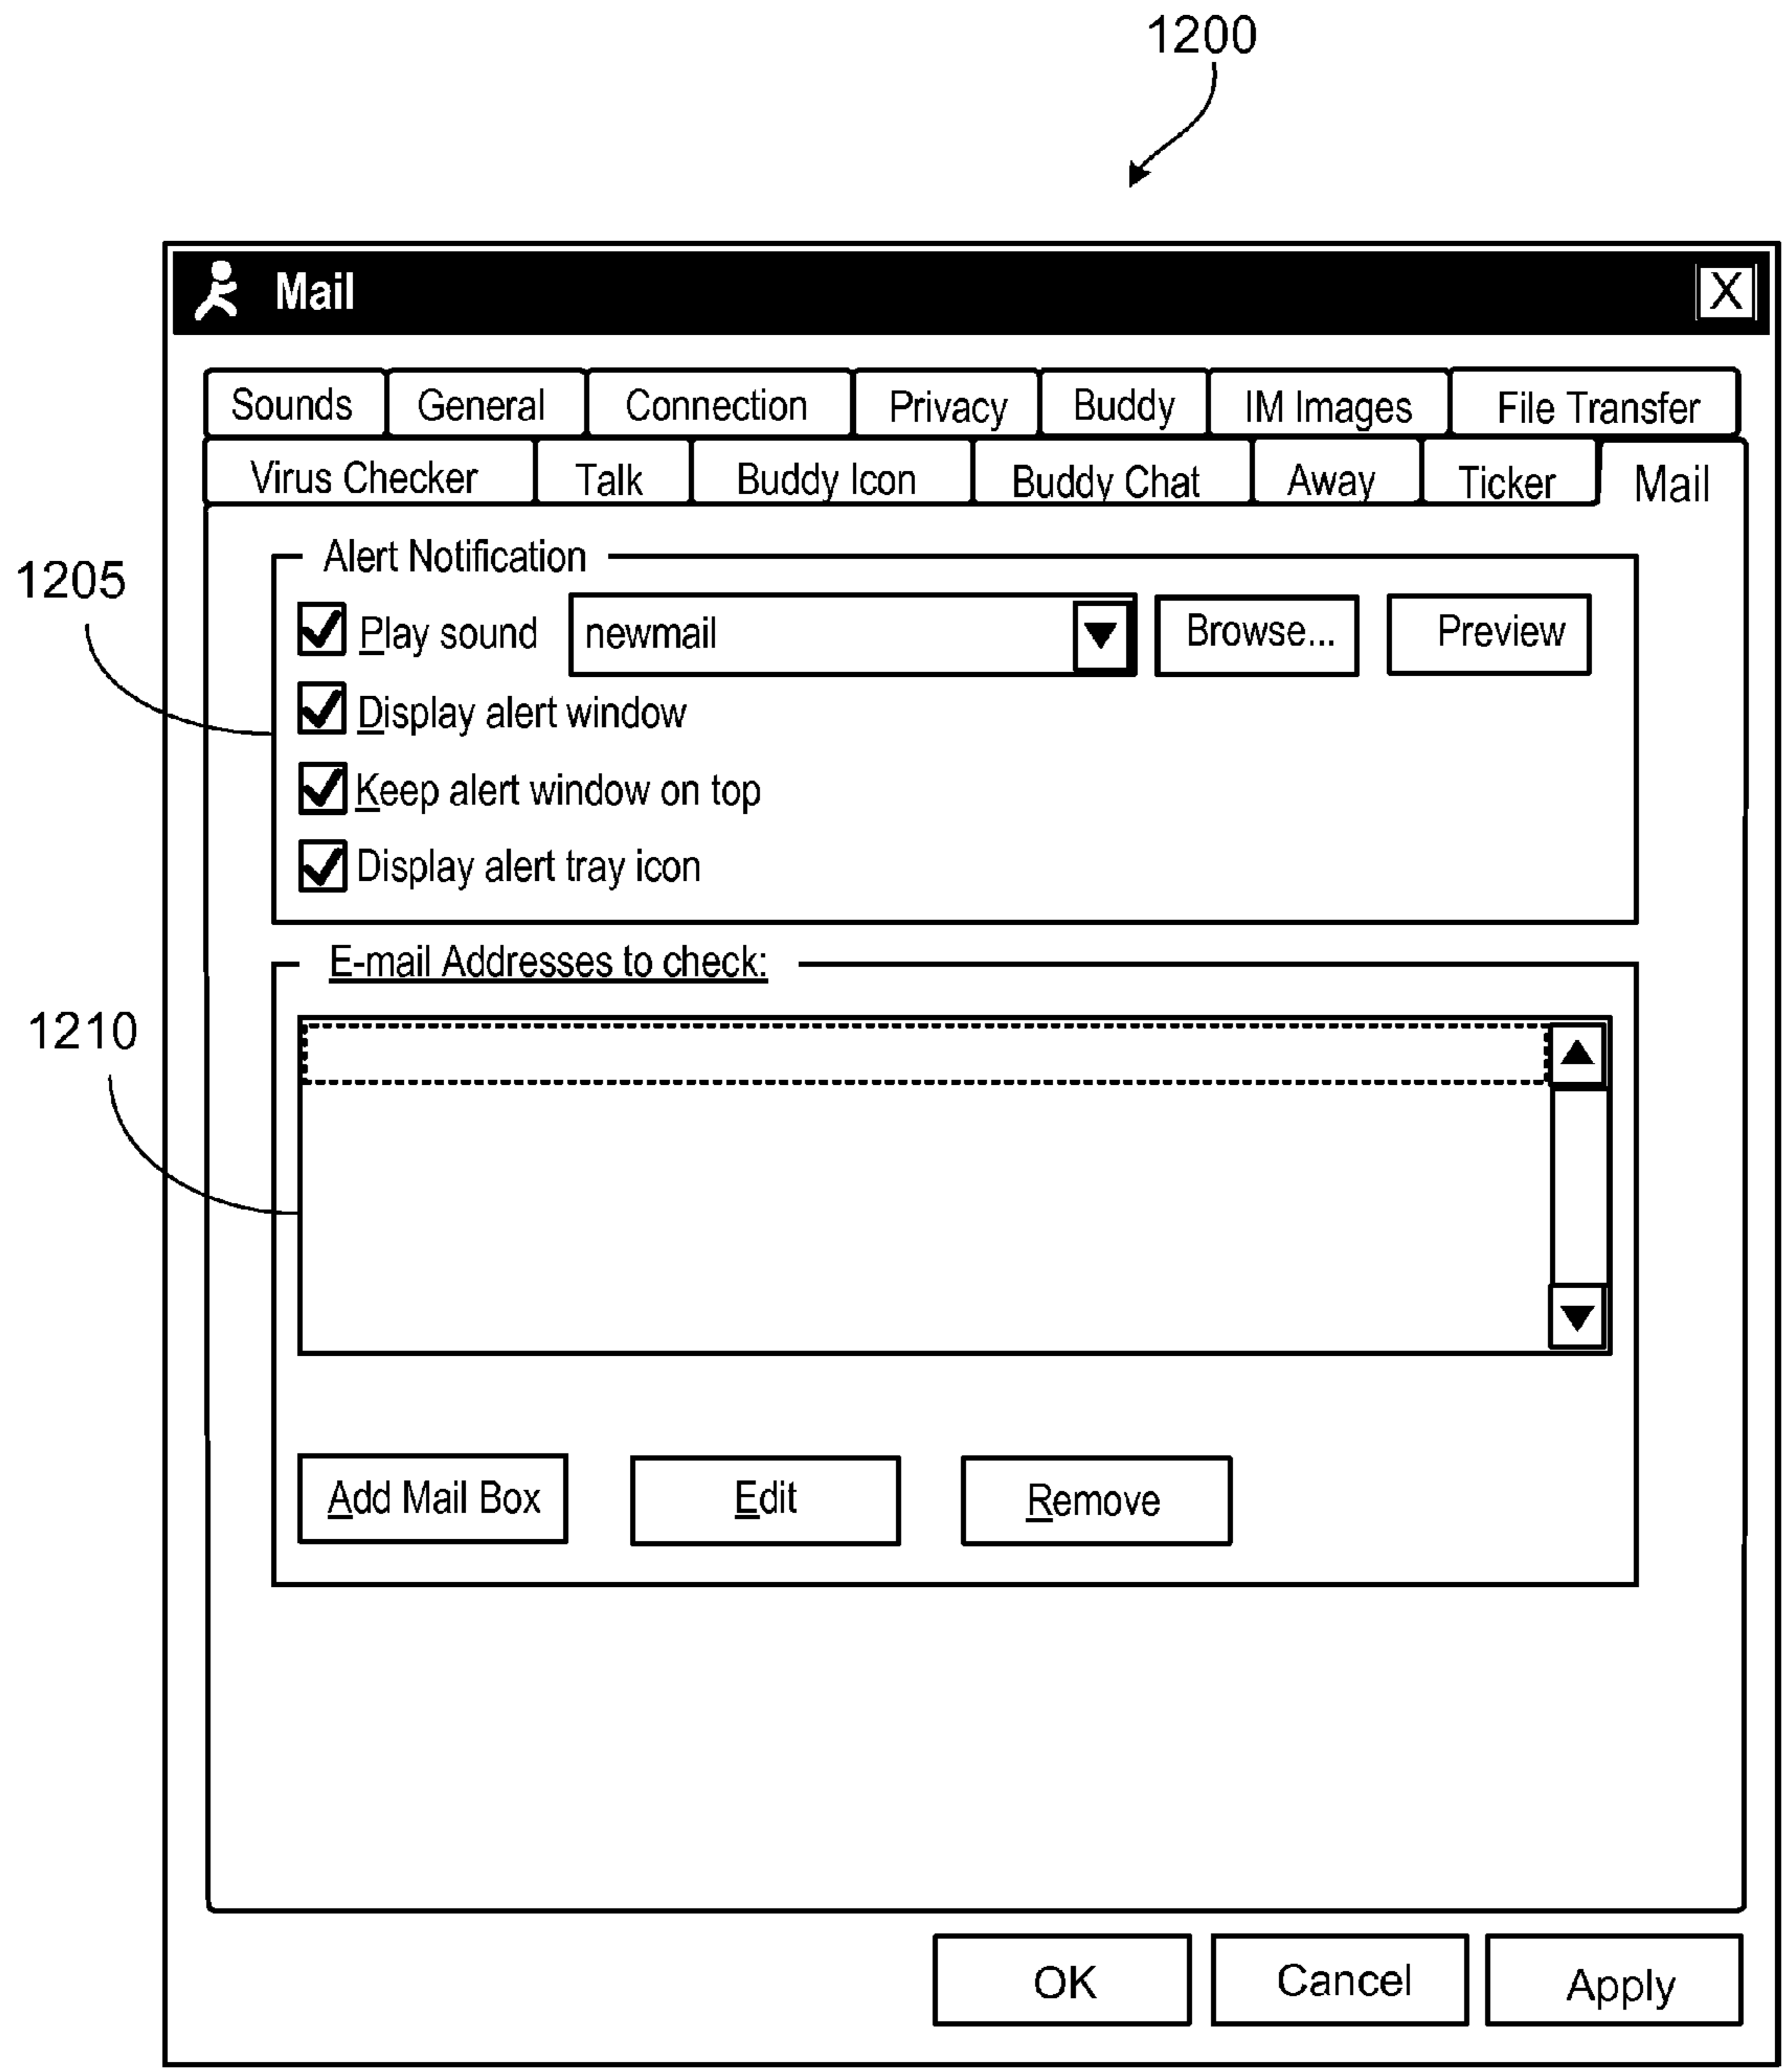 1200
Mail X
Sounds General Connection Privacy Buddy IM Images File Transfer
Virus Checker Talk Buddy Icon Buddy Chat Away Ticker Mail
Alert Notification
1205
Play sound newmail Browse... Preview
Display alert window
Keep alert window on top
Display alert tray icon
E-mail Addresses to check:
1210
Add Mail Box Edit Remove
OK Cancel Apply